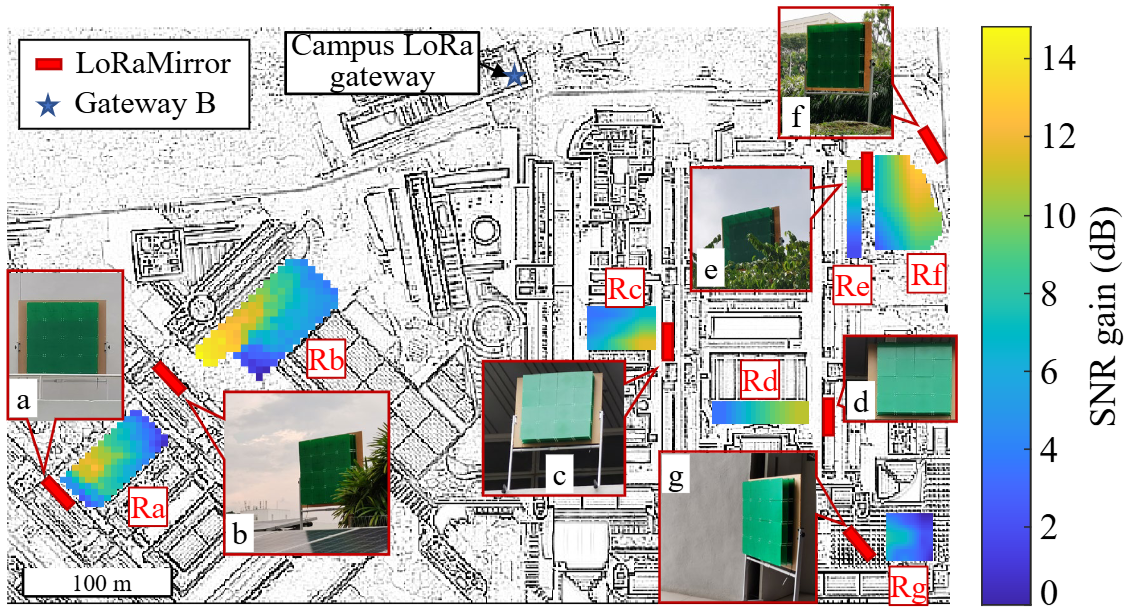 LoRaMirror
Gateway B
Campus LoRa
gateway
f
e
Re
Rf
Rc
Rb
Rd
a
d
c
g
b
Ra
Rg
100 m
14
12
10
8
6
4
2
0
SNR gain (dB)